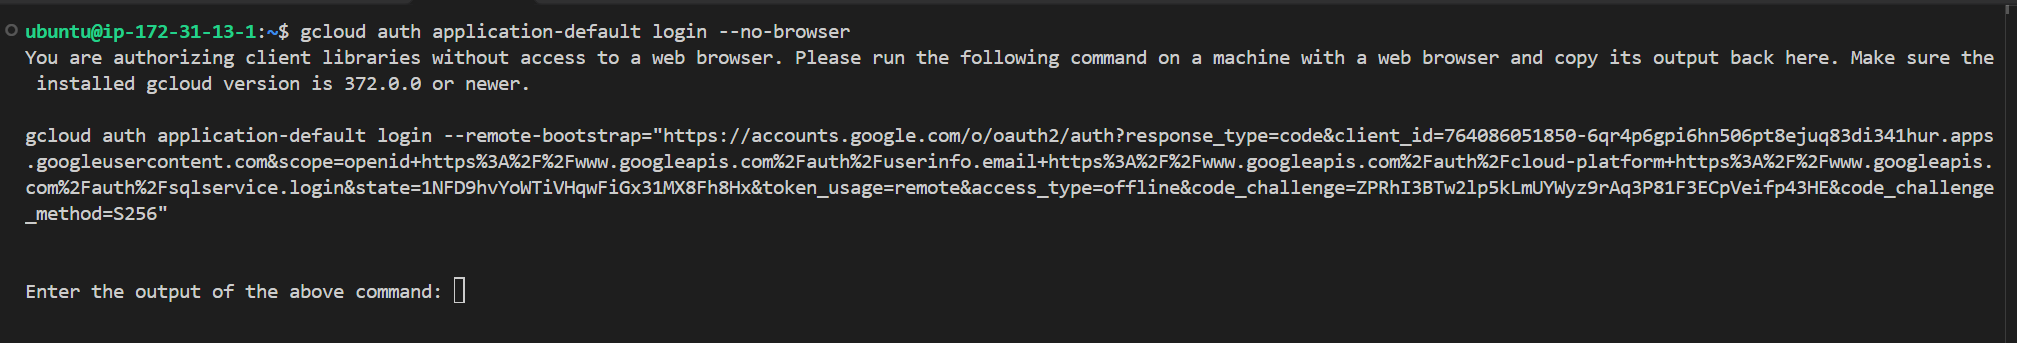 ubuntu@ip-172-31-13-1:~$ gcloud auth application-default login --no-browser
You are authorizing client libraries without access to a web browser. Please run the following command on a machine with a web browser and copy its output back here. Make sure the
installed gcloud version is 372.0.0 or newer.
gcloud auth application-default login --remote-bootstrap="https://accounts.google.com/o/oauth2/auth?response_type=code&client_id=764086051850-6qr4p6gpi6hn506pt8ejuq83di341hur.apps
.googleusercontent.com&scope=openid+https%3A%2F%2Fwww.googleapis.com%2Fauth%2Fuserinfo.email+https%3A%2F%2Fwww.googleapis.com%2Fauth%2Fcloud-platform+https%3A%2F%2Fwww.googleapis.
com%2Fauth%2Fsqlservice.login&state=1NFD9hvYoWTiVHqwFiGx31MX8Fh8Hx&token_usage=remote&access_type=offline&code_challenge=ZPRhI3BTw2lp5kLmUYWyz9rAq3P81F3ECpVeifp43HE&code_challenge
_method=S256"
Enter the output of the above command: